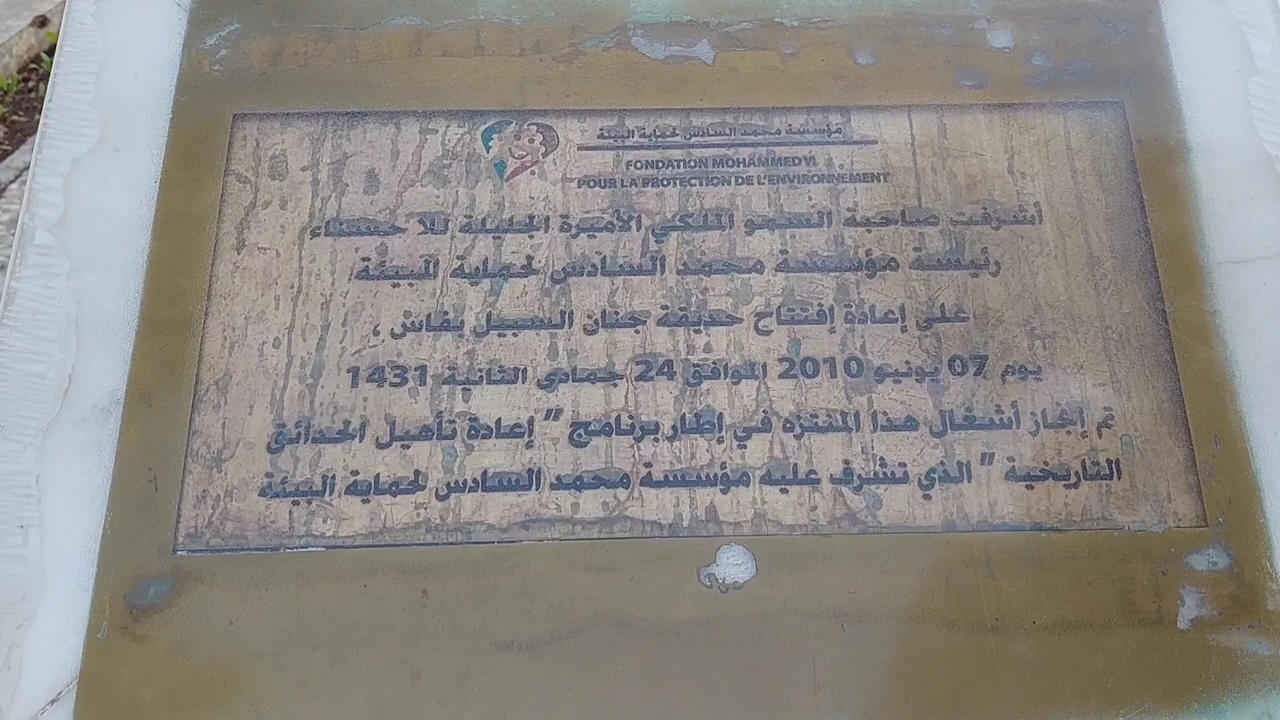 مؤسسة محمد السادس لحماية البيئة
FONDATION MOHAMMED VI
POUR LA PROTECTION DE L'ENVIRONNEMENT
أشرفت صاحبة السمو الملكي الأميرة الجليلة للا حسناء
رئيسة مؤسسة محمد السادس لحماية البيئة
على إعادة إفتتاح حديقة جنان السبيل بفاس ،
يوم 07 يونيو 2010 الموافق 24 جمادى الثانية 1431
تم إنجاز أشغال هذا المنتزه في إطار برنامج " إعادة تأهيل الحدائق
التاريخية " الذي تشرف عليه مؤسسة محمد السادس لحماية البيئة